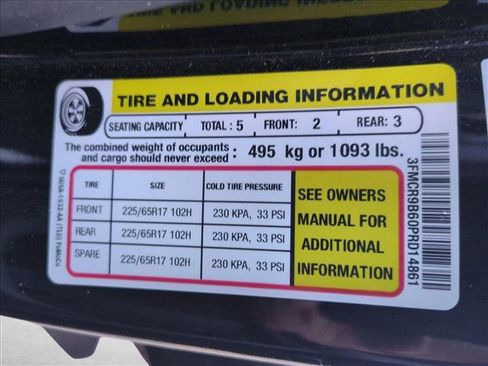 TIRE AND LOADING INFORMATION
SEATING CAPACITY TOTAL : 5 FRONT: 2 REAR: 3
The combined weight of occupants
and cargo should never exceed : 495 kg or 1093 lbs.
TIRE SIZE COLD TIRE PRESSURE
FRONT 225/65R17 102H 230 KPA, 33 PSI
REAR 225/65R17 102H 230 KPA, 33 PSI
SPARE 225/65R17 102H 230 KPA, 33 PSI
SEE OWNERS
MANUAL FOR
ADDITIONAL
INFORMATION
3FMCR9B60PRD14861